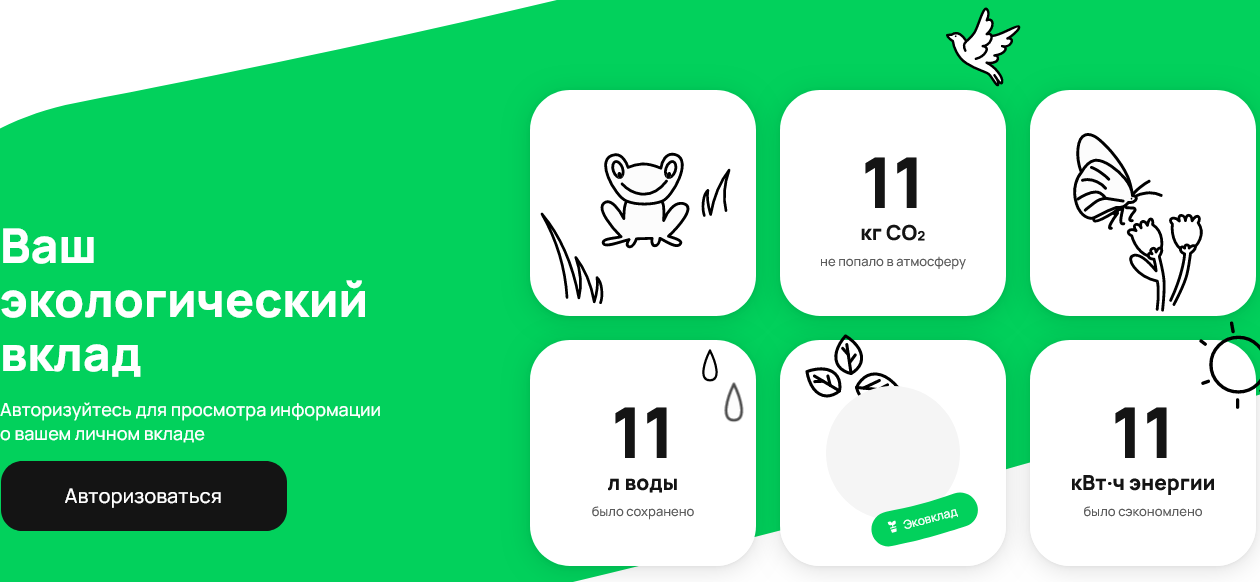 Ваш
экологический
вклад
Авторизуйтесь для просмотра информации
о вашем личном вкладе
Авторизоваться
11
кг CO₂
не попало в атмосферу
11
л воды
было сохранено
Эковклад
11
кВт·ч энергии
было сэкономлено